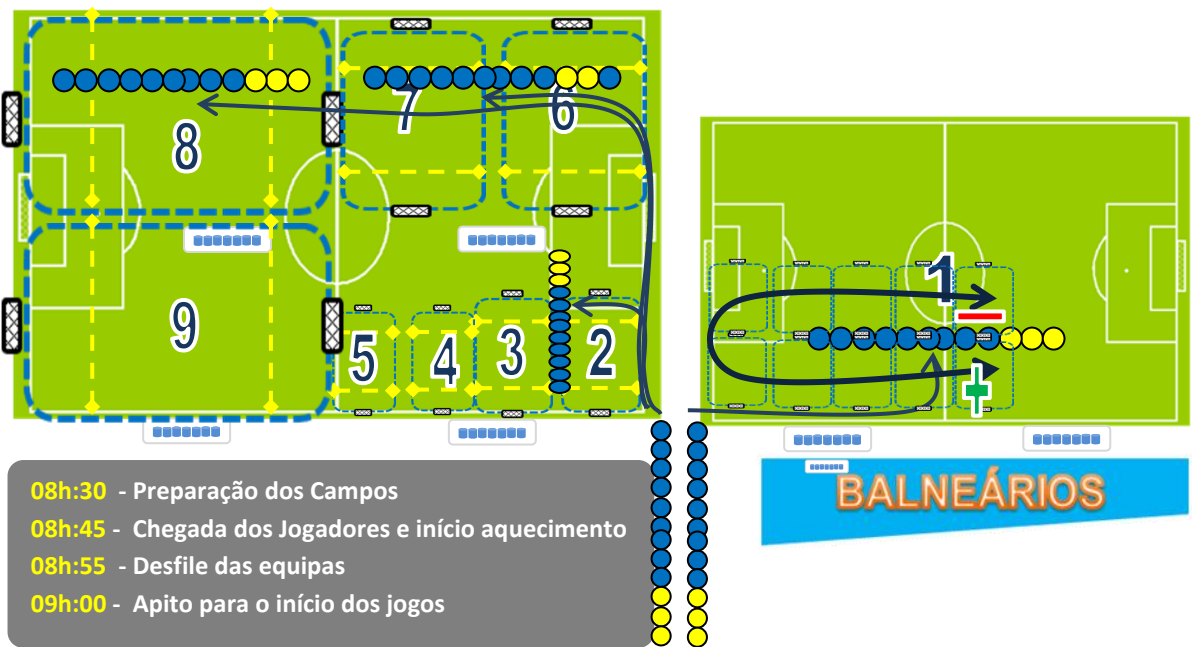 8
7
6
1
9
5
4
3
2
08h:30 - Preparação dos Campos
08h:45 - Chegada dos Jogadores e início aquecimento
08h:55 - Desfile das equipas
09h:00 - Apito para o início dos jogos
BALNEÁRIOS